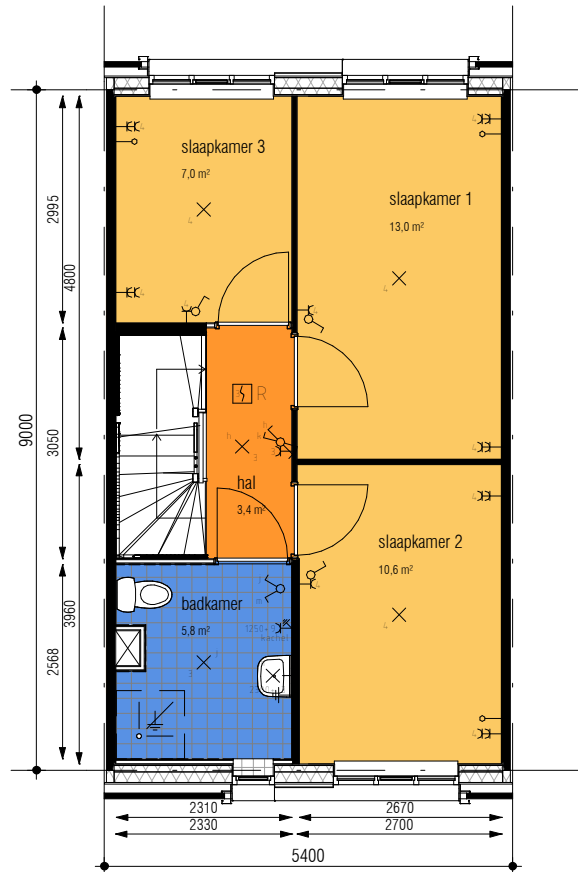 slaapkamer 3
7,0 m²
slaapkamer 1
13,0 m²
2995
4800
9000
3050
R
hal
3,4 m²
slaapkamer 2
10,6 m²
badkamer
5,8 m²
3960
2568
2310
2670
2330
2700
5400